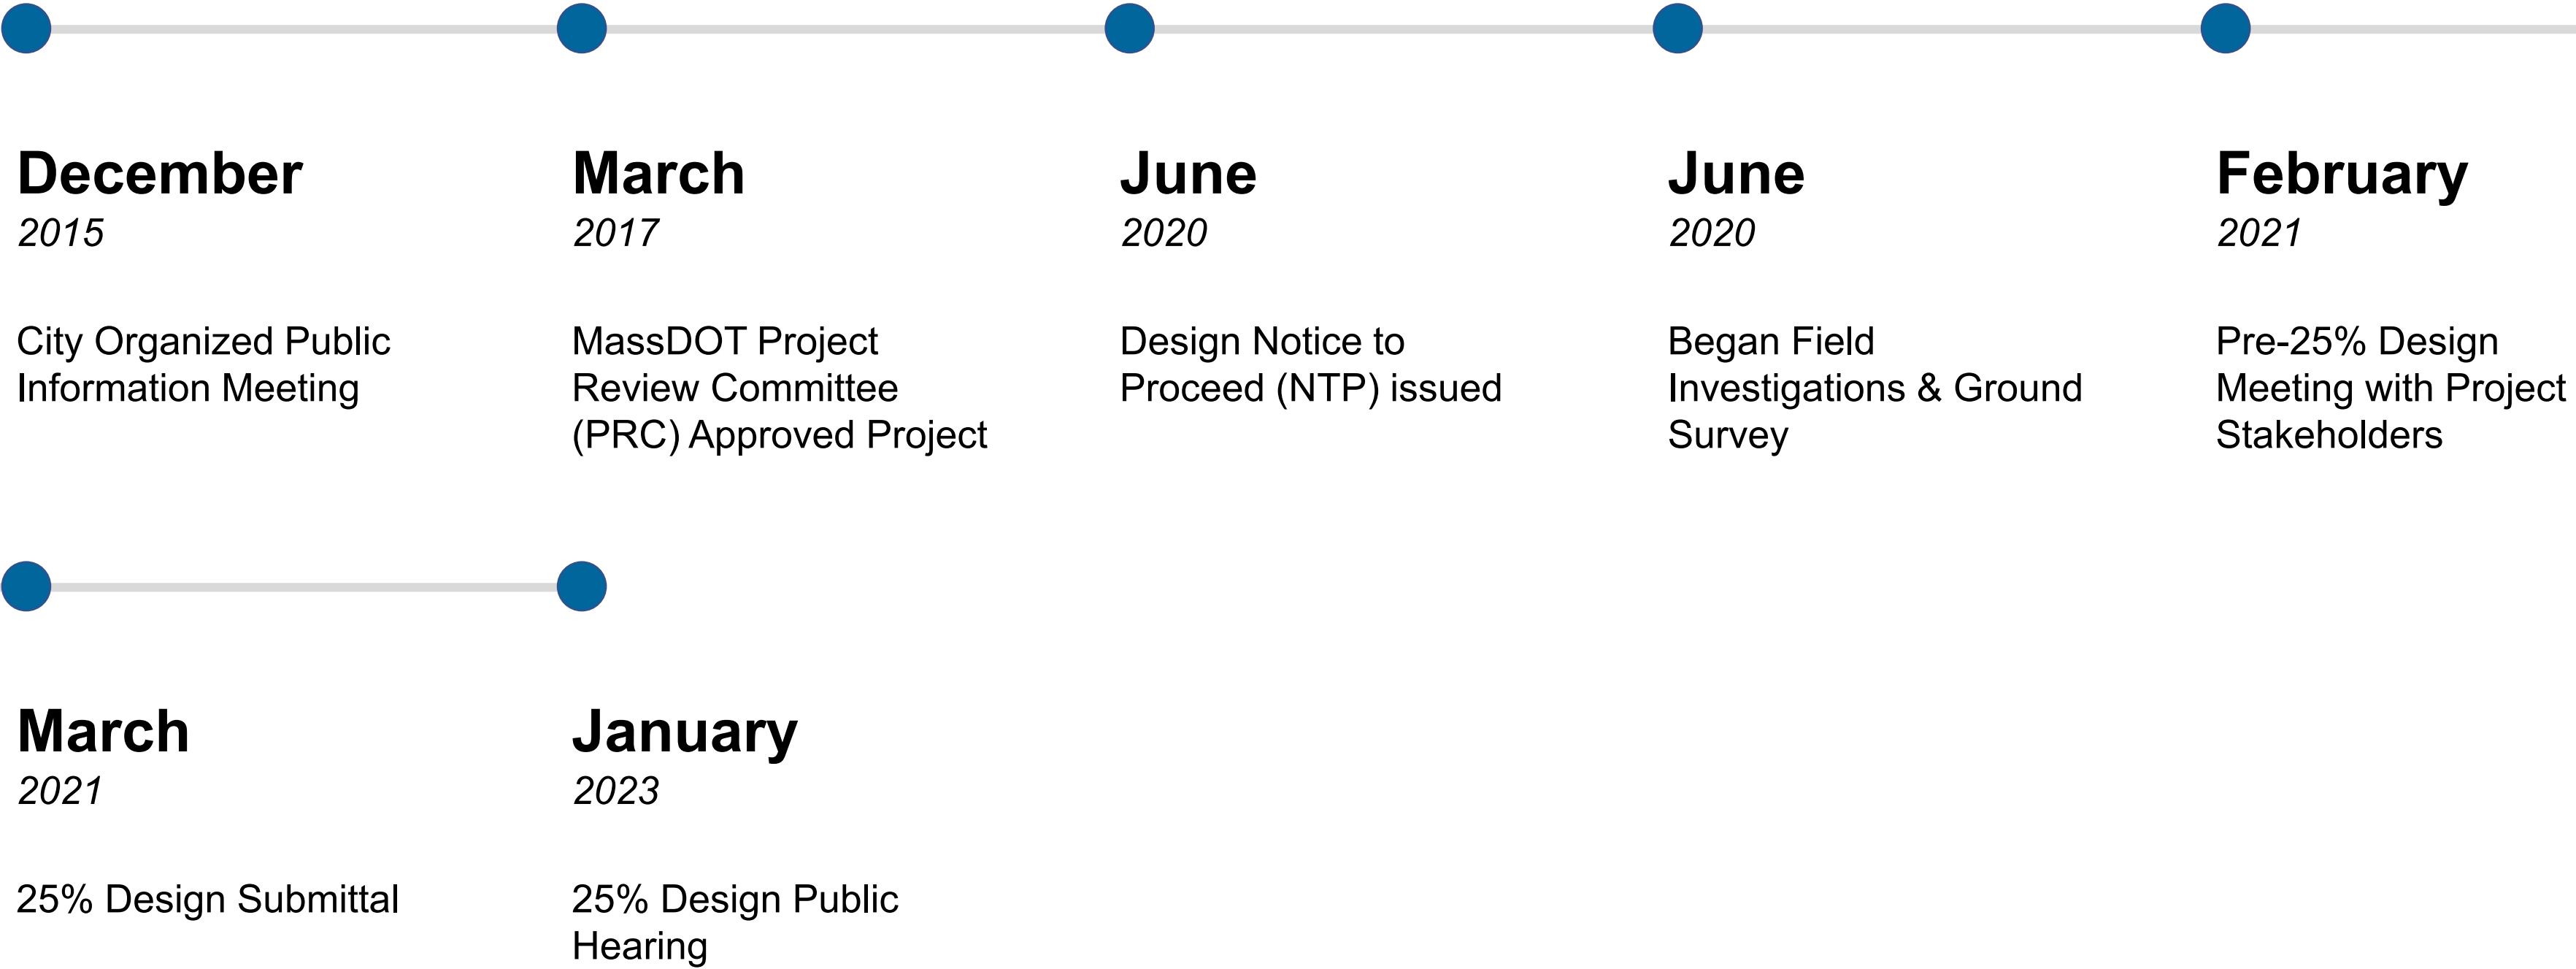 December
2015
City Organized Public
Information Meeting
March
2017
MassDOT Project
Review Committee
(PRC) Approved Project
June
2020
Design Notice to
Proceed (NTP) issued
June
2020
Began Field
Investigations & Ground
Survey
February
2021
Pre-25% Design
Meeting with Project
Stakeholders
March
2021
25% Design Submittal
January
2023
25% Design Public
Hearing